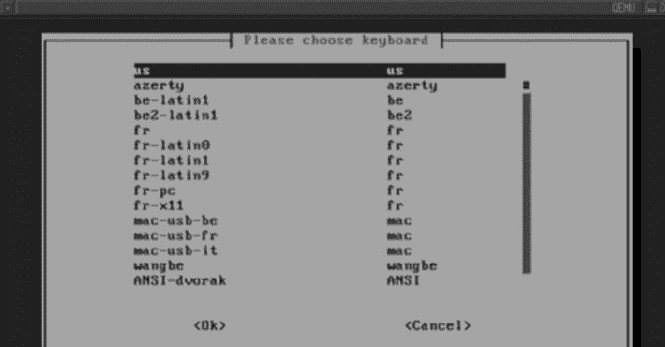 QEMU
Please choose keyboard
us us
azerty azerty
be-latin1 be
be2-latin1 be2
fr fr
fr-latin0 fr
fr-latin1 fr
fr-latin9 fr
fr-pc fr
fr-x11 fr
mac-usb-be mac
mac-usb-fr mac
mac-usb-it mac
wangbe wangbe
ANSI-dvorak ANSI
<Ok> <Cancel>